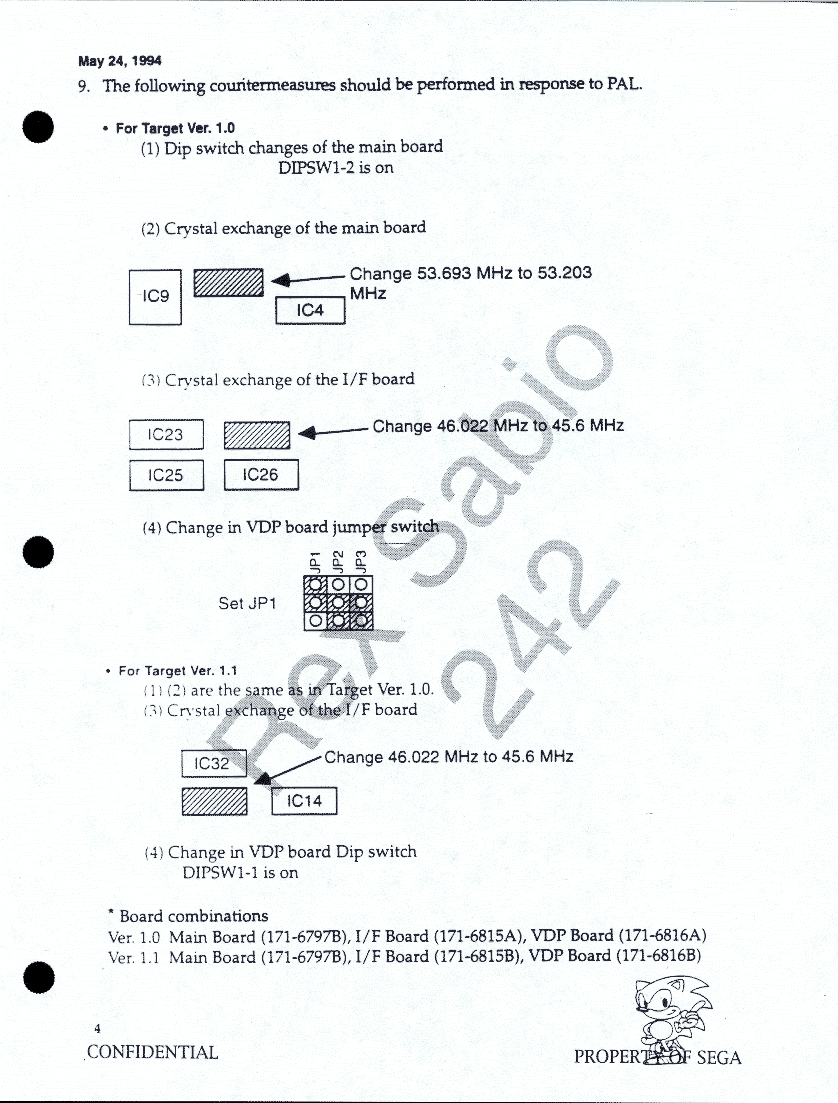 May 24, 1994
9. The following countermeasures should be performed in response to PAL.
• For Target Ver. 1.0
(1) Dip switch changes of the main board
DIPSW1-2 is on
(2) Crystal exchange of the main board
IC9
Change 53.693 MHz to 53.203
MHz
IC4
(3) Crystal exchange of the I/F board
IC23
Change 46.022 MHz to 45.6 MHz
IC25
IC26
(4) Change in VDP board jumper switch
JP1
JP2
JP3
Set JP1
• For Target Ver. 1.1
(1) (2) are the same as in Target Ver. 1.0.
(3) Crystal exchange of the I/F board
IC32
Change 46.022 MHz to 45.6 MHz
IC14
(4) Change in VDP board Dip switch
DIPSW1-1 is on
* Board combinations
Ver. 1.0 Main Board (171-6797B), I/F Board (171-6815A), VDP Board (171-6816A)
Ver. 1.1 Main Board (171-6797B), I/F Board (171-6815B), VDP Board (171-6816B)
4
CONFIDENTIAL
PROPERTY OF SEGA
Rex Sabio
242